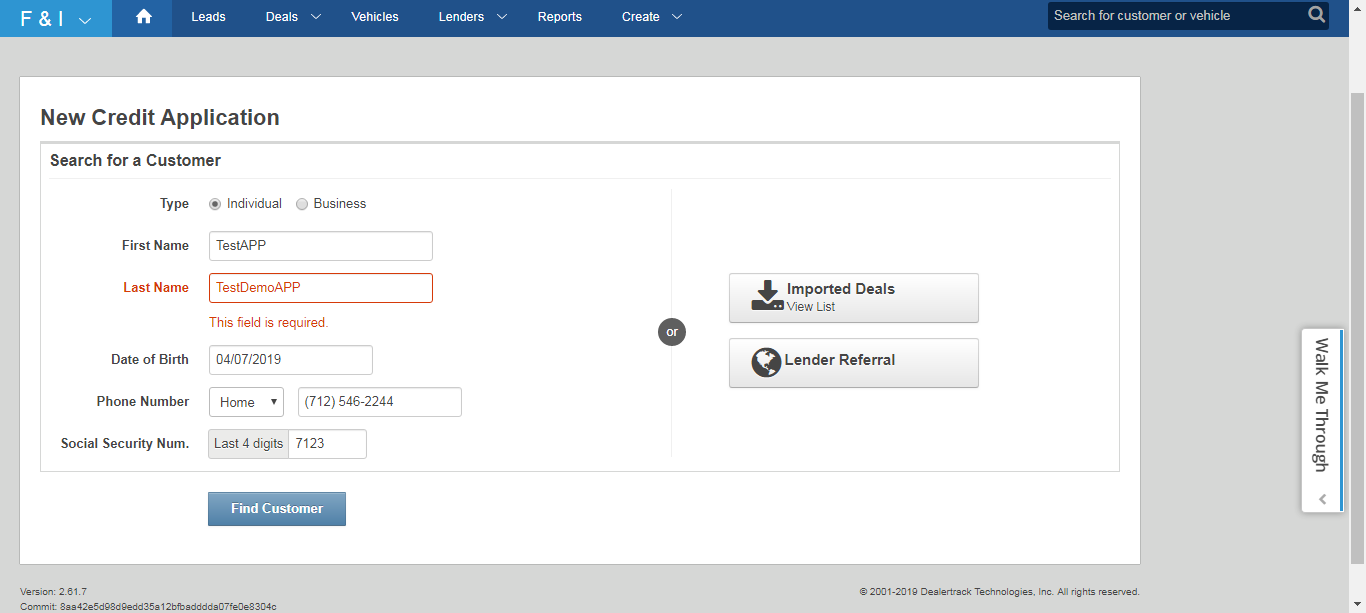 F & I Leads Deals Vehicles Lenders Reports Create Search for customer or vehicle
New Credit Application
Search for a Customer
Type Individual Business
First Name TestAPP
Last Name TestDemoAPP
This field is required.
Date of Birth 04/07/2019
Phone Number Home (712) 546-2244
Social Security Num. Last 4 digits 7123
Find Customer
or
Imported Deals
View List
Lender Referral
Walk Me Through
Version: 2.61.7
Commit: 8aa42e5d98d9edd35a12bfbadddda07fe0e8304c
© 2001-2019 Dealertrack Technologies, Inc. All rights reserved.